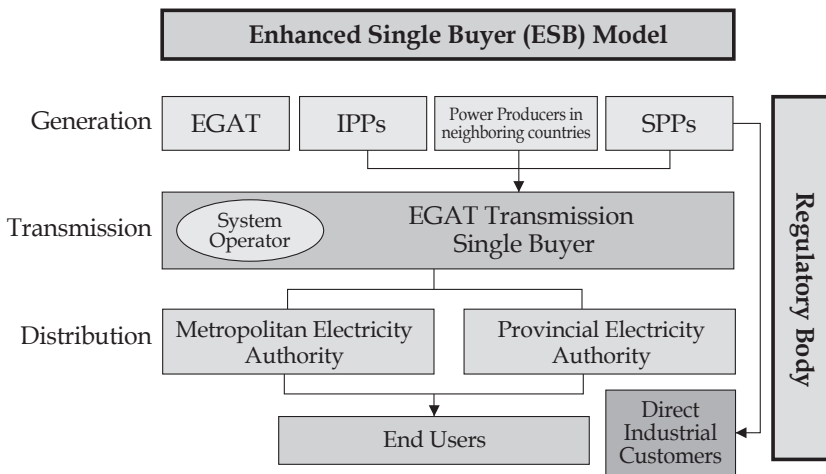 Enhanced Single Buyer (ESB) Model
Generation
EGAT
IPPs
Power Producers in
neighboring countries
SPPs
Transmission
System
Operator
EGAT Transmission
Single Buyer
Distribution
Metropolitan Electricity
Authority
Provincial Electricity
Authority
End Users
Direct
Industrial
Customers
Regulatory Body